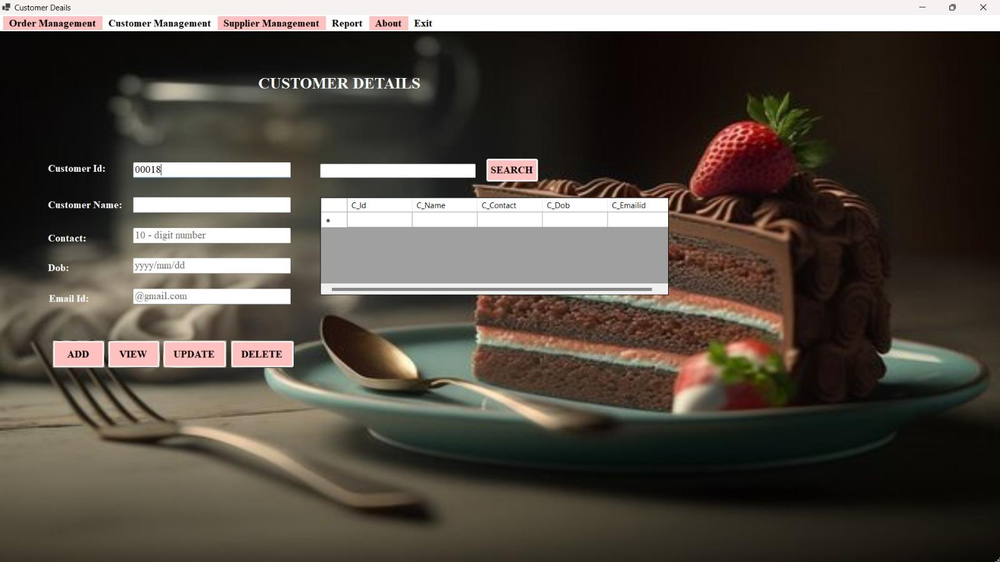 Customer Deails
Order Management Customer Management Supplier Management Report About Exit
CUSTOMER DETAILS
Customer Id: 00018 SEARCH
Customer Name:
Contact: 10 - digit number
Dob: yyyy/mm/dd
Email Id: @gmail.com
C_Id C_Name C_Contact C_Dob C_Emailid
ADD VIEW UPDATE DELETE